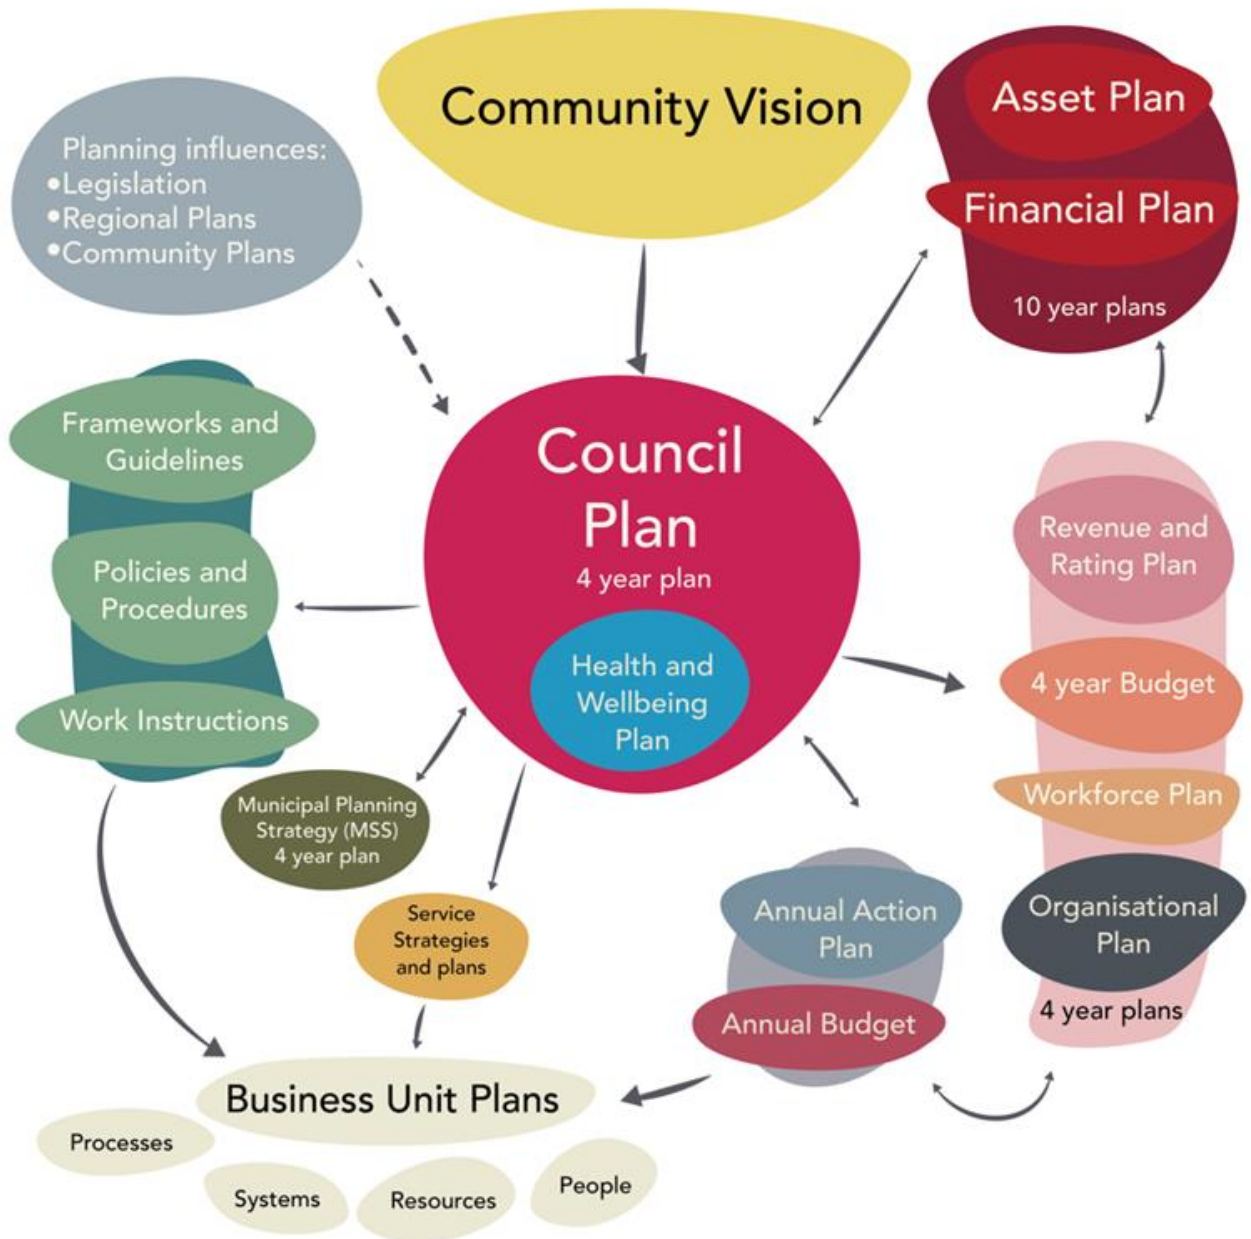 Community Vision
Asset Plan
Financial Plan
10 year plans
Planning influences:
•Legislation
•Regional Plans
•Community Plans
Frameworks and
Guidelines
Policies and
Procedures
Work Instructions
Council
Plan
4 year plan
Health and
Wellbeing
Plan
Revenue and
Rating Plan
4 year Budget
Workforce Plan
Organisational
Plan
4 year plans
Municipal Planning
Strategy (MSS)
4 year plan
Service
Strategies
and plans
Annual Action
Plan
Annual Budget
Business Unit Plans
Processes
Systems
Resources
People